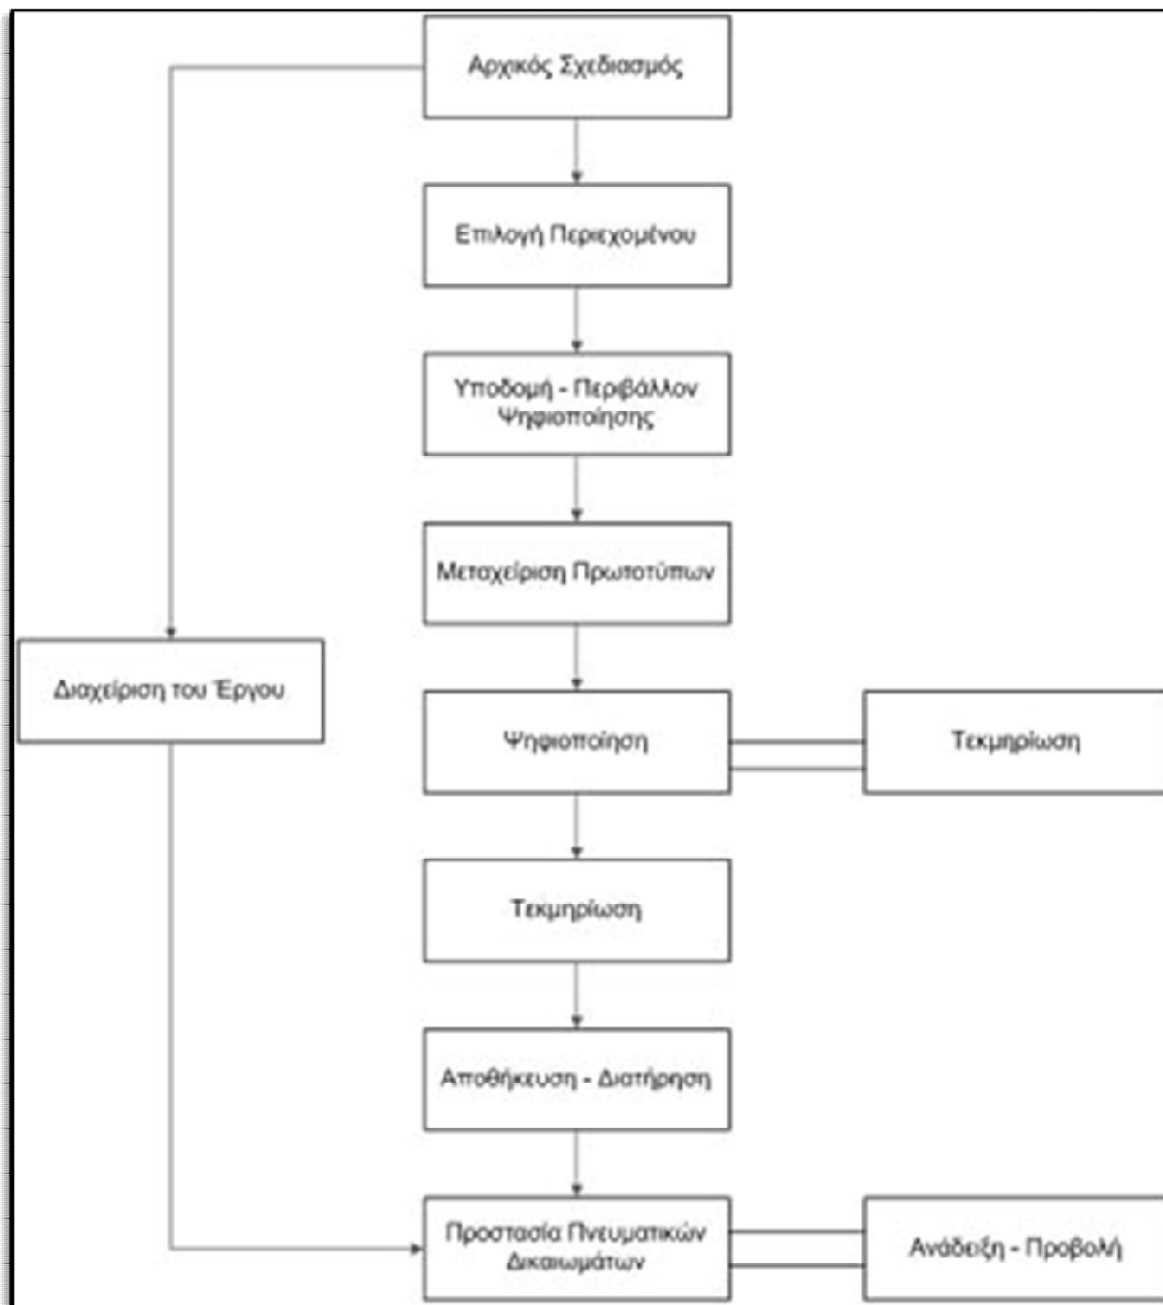 Αρχικός Σχεδιασμός
Επιλογή Περιεχομένου
Υποδομή - Περιβάλλον
Ψηφιοποίησης
Μεταχείριση Πρωτοτύπων
Διαχείριση του Έργου
Ψηφιοποίηση
Τεκμηρίωση
Τεκμηρίωση
Αποθήκευση - Διατήρηση
Προστασία Πνευματικών
Δικαιωμάτων
Ανάδειξη - Προβολή